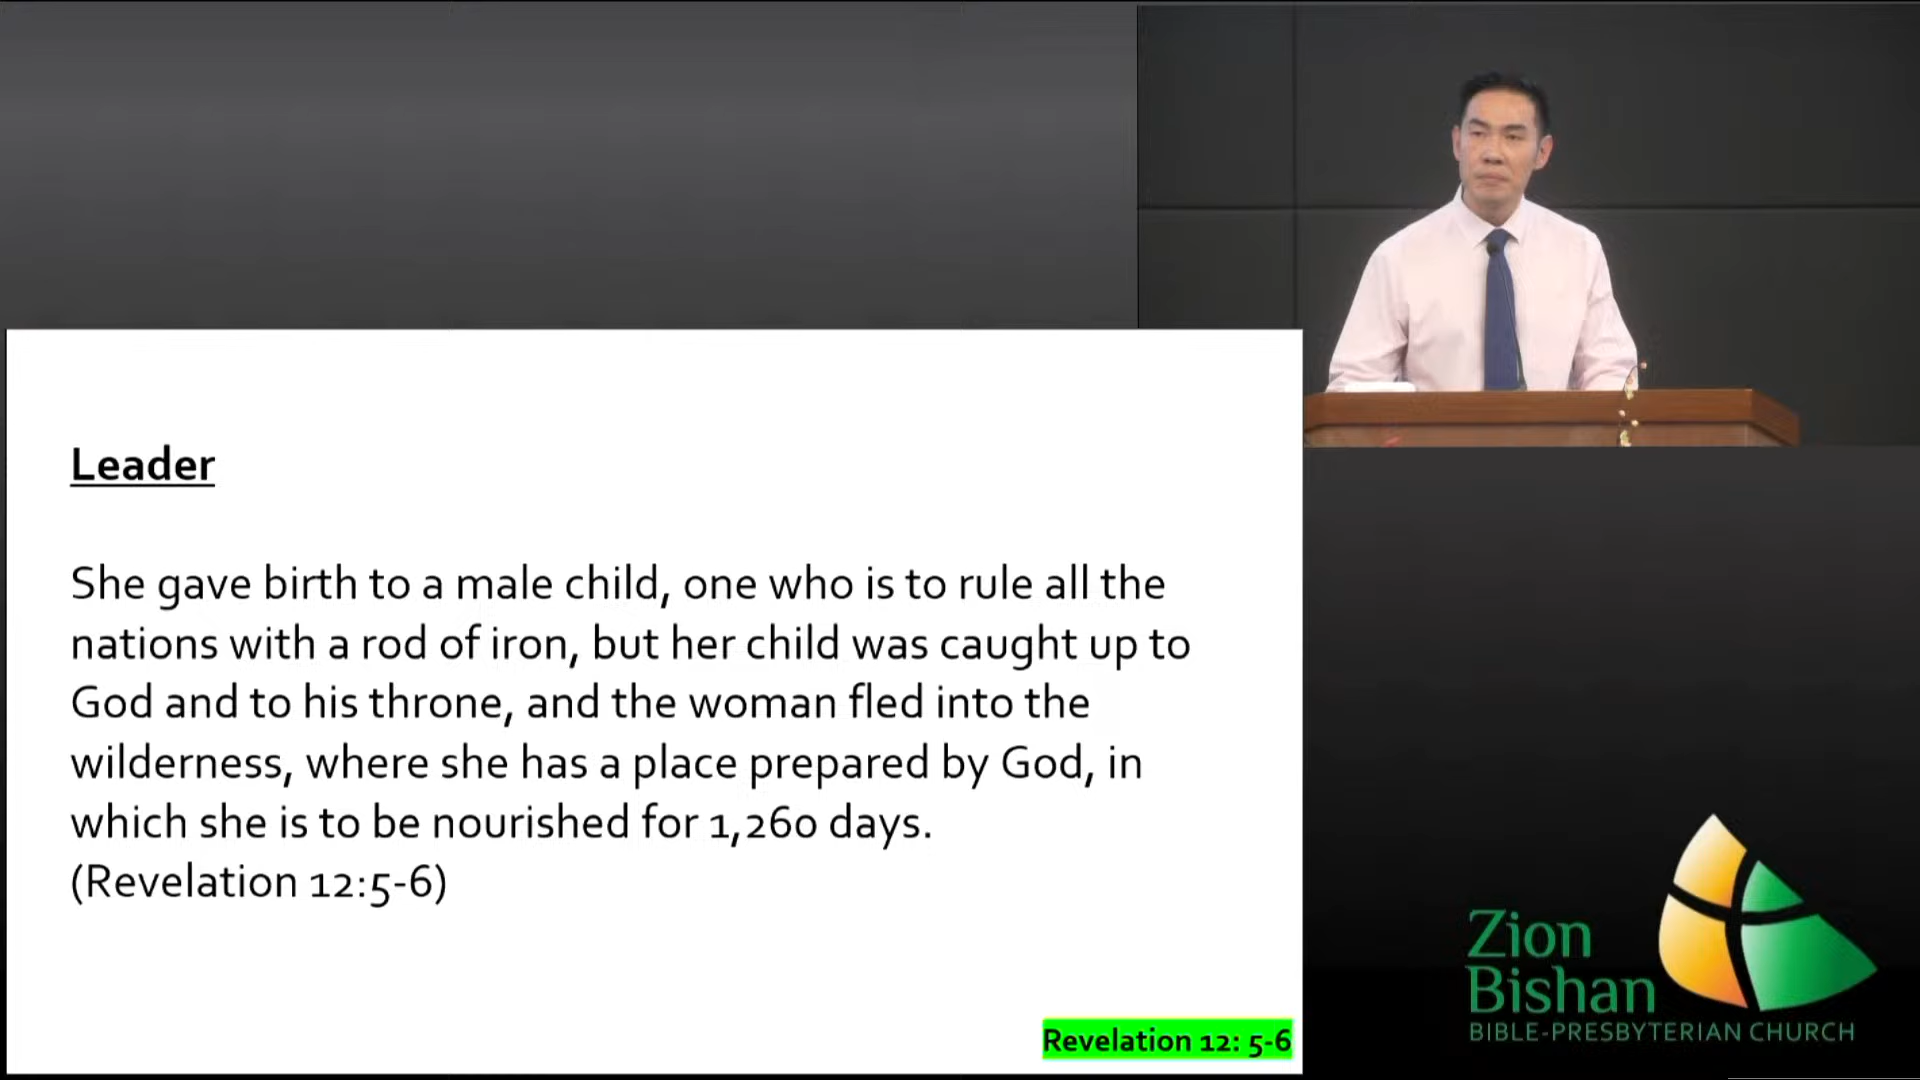 Leader
She gave birth to a male child, one who is to rule all the
nations with a rod of iron, but her child was caught up to
God and to his throne, and the woman fled into the
wilderness, where she has a place prepared by God, in
which she is to be nourished for 1,260 days.
(Revelation 12:5-6)
Revelation 12: 5-6
Zion
Bishan
BIBLE-PRESBYTERIAN CHURCH